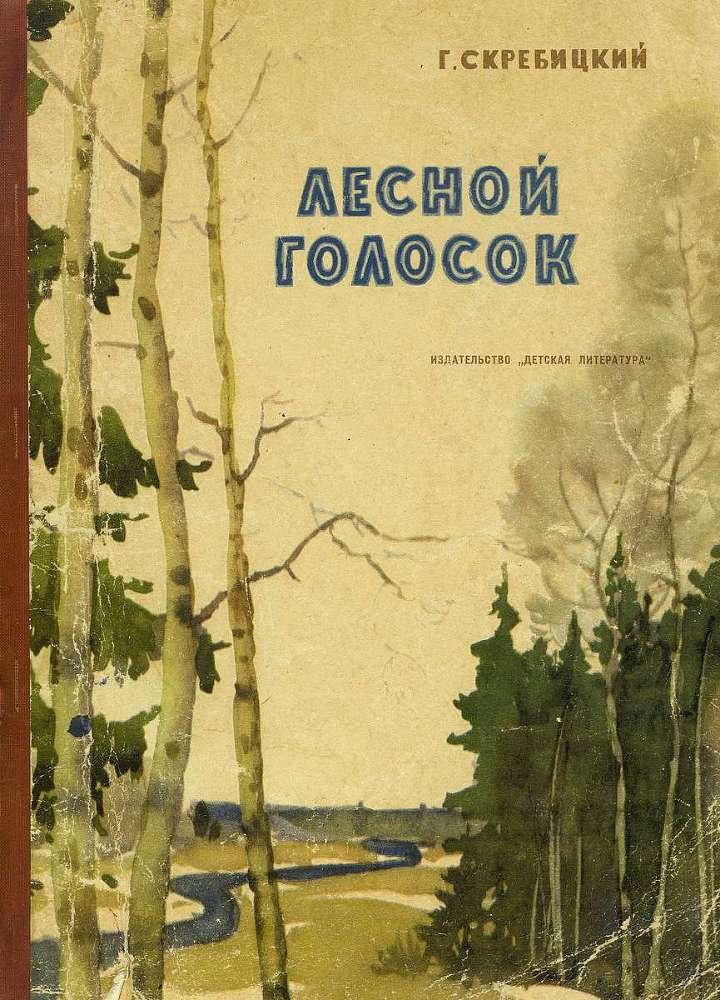 Г. СКРЕБИЦКИЙ
ЛЕСНОЙ
ГОЛОСОК
ИЗДАТЕЛЬСТВО „ДЕТСКАЯ ЛИТЕРАТУРА“